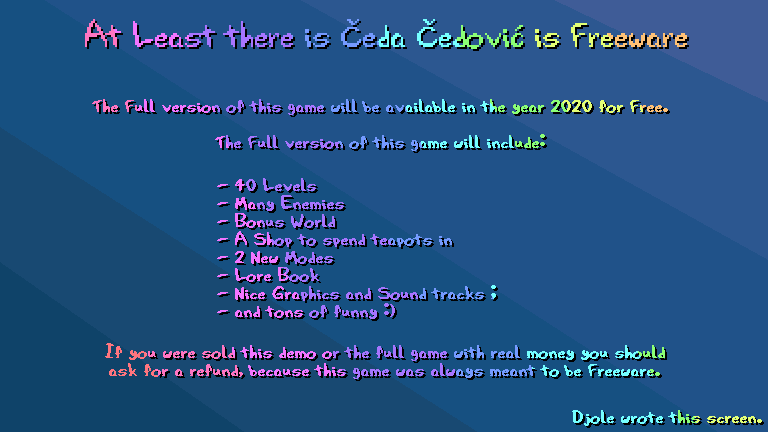 At Least there is Čeda Čedović is Freeware
The Full version of this game will be available in the year 2020 for Free.
The Full version of this game will include:
- 40 Levels
- Many Enemies
- Bonus World
- A Shop to spend teapots in
- 2 New Modes
- Lore Book
- Nice Graphics and Sound tracks ;
- and tons of funny :)
If you were sold this demo or the full game with real money you should
ask for a refund, because this game was always meant to be Freeware.
Djole wrote this screen.